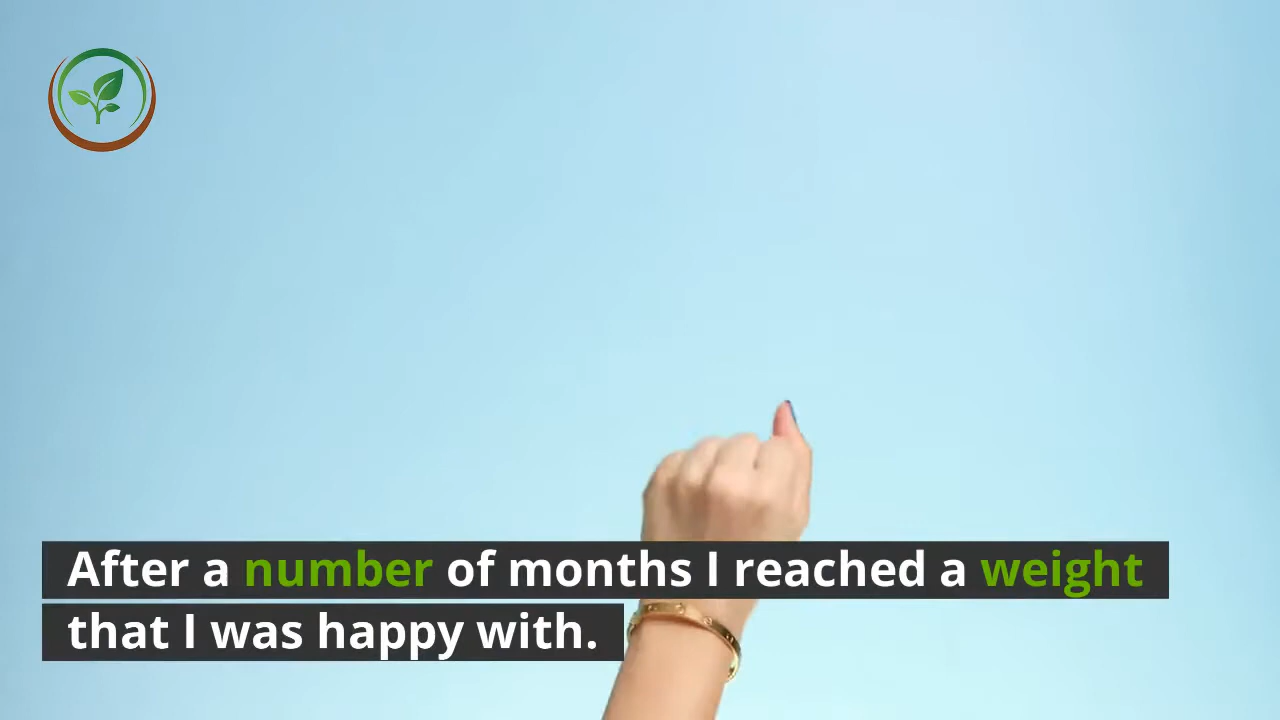 After a number of months I reached a weight
that I was happy with.